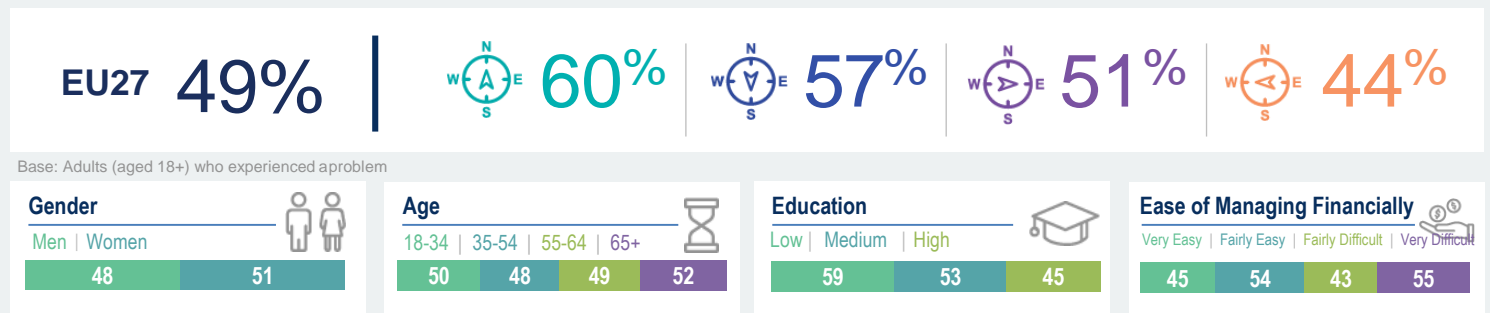 EU27 49%
N
W E
S
60%
N
W E
S
57%
N
W E
S
51%
N
W E
S
44%
Base: Adults (aged 18+) who experienced aproblem
Gender
Men | Women
48 51
Age
18-34 | 35-54 | 55-64 | 65+
50 48 49 52
Education
Low | Medium | High
59 53 45
Ease of Managing Financially
Very Easy | Fairly Easy | Fairly Difficult | Very Difficult
45 54 43 55